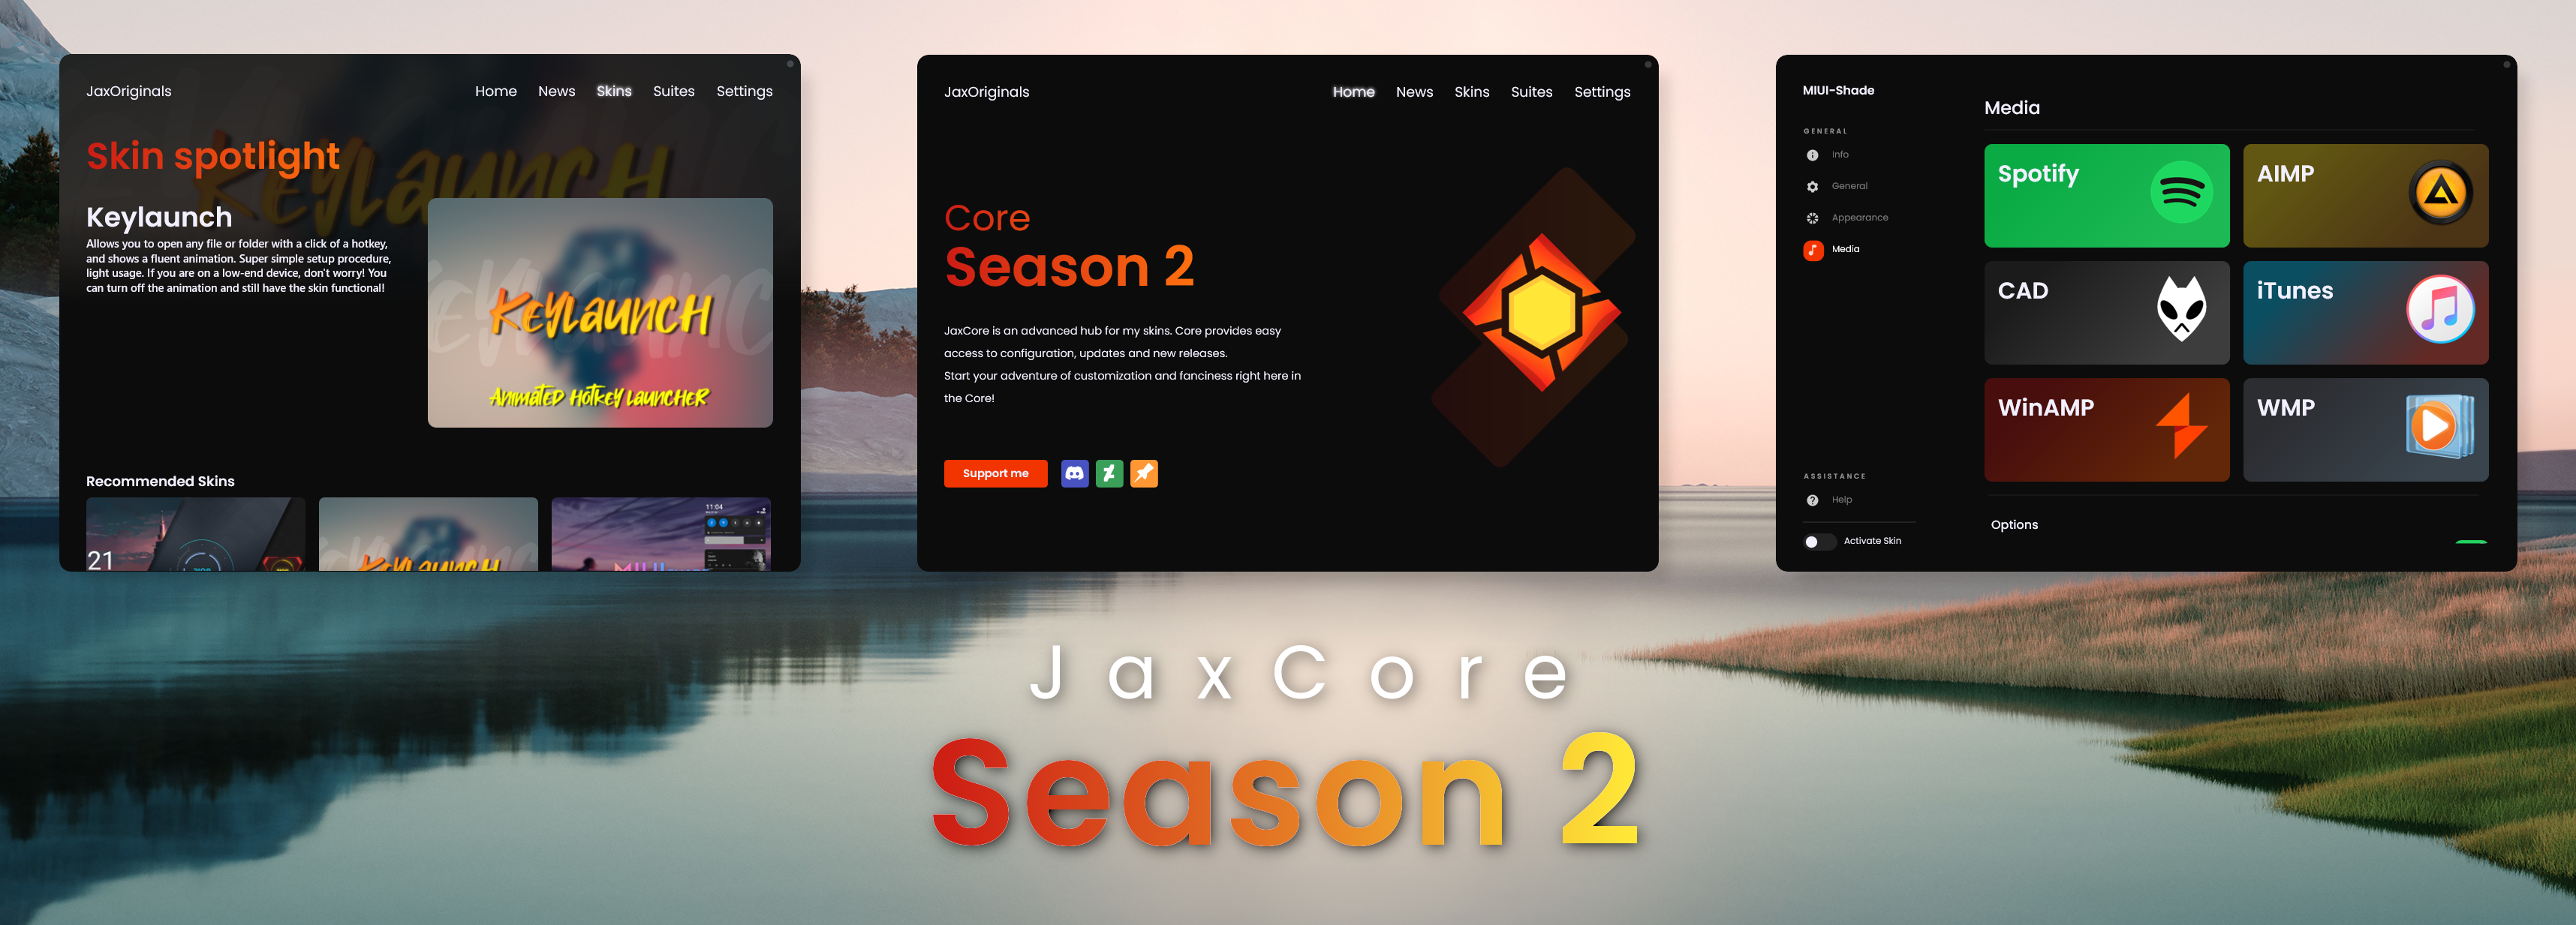 JaxOriginals
Home News Skins Suites Settings
Skin spotlight
Keylaunch
Allows you to open any file or folder with a click of a hotkey,
and shows a fluent animation. Super simple setup procedure,
light usage. If you are on a low-end device, don't worry! You
can turn off the animation and still have the skin functional!
KEYLAUNCH
KEYLAUNCH
ANIMATED HOTKEY LAUNCHER
Recommended Skins
21
KEYLAUNCH
11:04
MIUI
JaxOriginals
Home News Skins Suites Settings
Core
Season 2
JaxCore is an advanced hub for my skins. Core provides easy
access to configuration, updates and new releases.
Start your adventure of customization and fanciness right here in
the Core!
Support me
MIUI-Shade
GENERAL
Info
General
Appearance
Media
ASSISTANCE
Help
Activate Skin
Media
Spotify
AIMP
CAD
iTunes
WinAMP
WMP
Options
JaxCore
Season 2